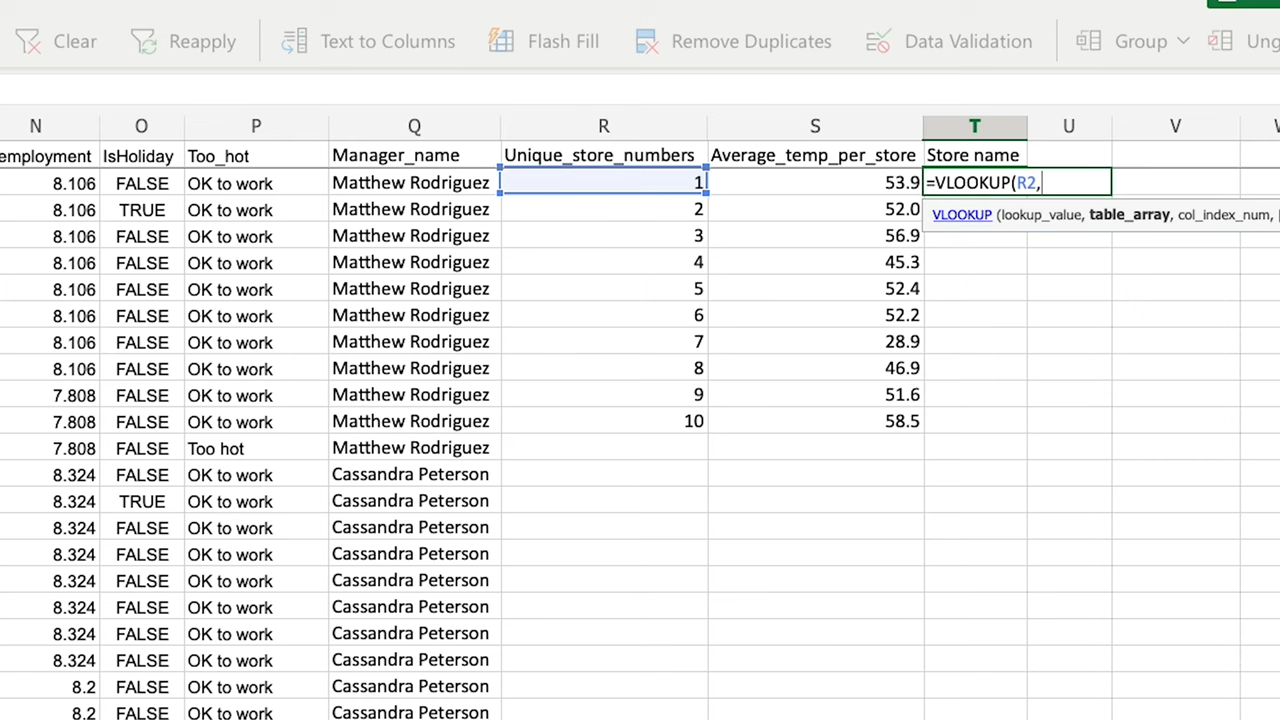 Clear Reapply Text to Columns Flash Fill Remove Duplicates Data Validation Group Ung
N O P Q R S T U V W
employment IsHoliday Too_hot Manager_name Unique_store_numbers Average_temp_per_store Store name
8.106 FALSE OK to work Matthew Rodriguez 1 53.9 =VLOOKUP(R2,
8.106 TRUE OK to work Matthew Rodriguez 2 52.0 VLOOKUP (lookup_value, table_array, col_index_num, [
8.106 FALSE OK to work Matthew Rodriguez 3 56.9
8.106 FALSE OK to work Matthew Rodriguez 4 45.3
8.106 FALSE OK to work Matthew Rodriguez 5 52.4
8.106 FALSE OK to work Matthew Rodriguez 6 52.2
8.106 FALSE OK to work Matthew Rodriguez 7 28.9
8.106 FALSE OK to work Matthew Rodriguez 8 46.9
7.808 FALSE OK to work Matthew Rodriguez 9 51.6
7.808 FALSE OK to work Matthew Rodriguez 10 58.5
7.808 FALSE Too hot Matthew Rodriguez
8.324 FALSE OK to work Cassandra Peterson
8.324 TRUE OK to work Cassandra Peterson
8.324 FALSE OK to work Cassandra Peterson
8.324 FALSE OK to work Cassandra Peterson
8.324 FALSE OK to work Cassandra Peterson
8.324 FALSE OK to work Cassandra Peterson
8.324 FALSE OK to work Cassandra Peterson
8.324 FALSE OK to work Cassandra Peterson
8.2 FALSE OK to work Cassandra Peterson
8.2 FALSE OK to work Cassandra Peterson